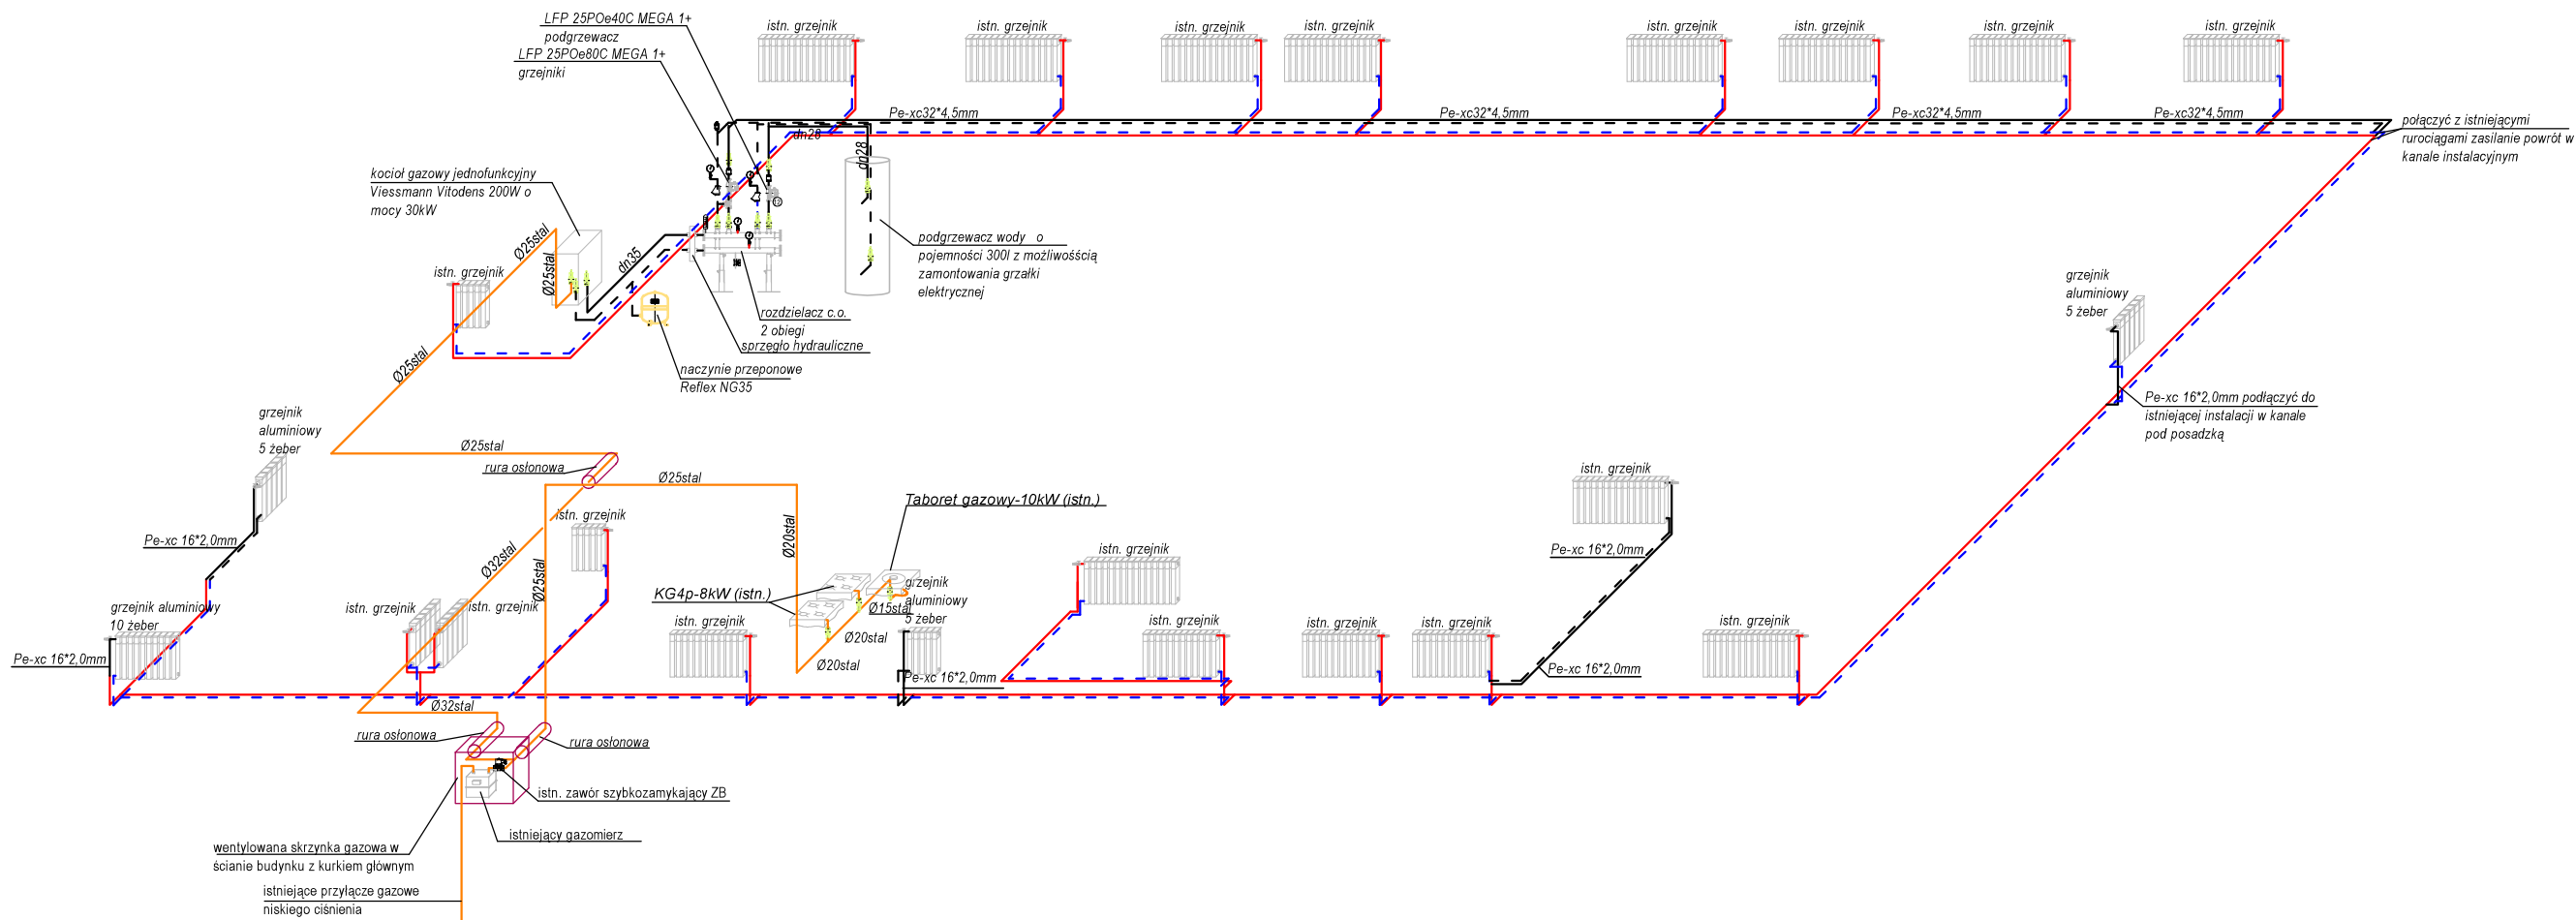 LFP 25POe40C MEGA 1+
podgrzewacz
LFP 25POe80C MEGA 1+
grzejniki
istn. grzejnik
istn. grzejnik
istn. grzejnik
istn. grzejnik
istn. grzejnik
istn. grzejnik
istn. grzejnik
istn. grzejnik
Pe-xc32*4,5mm
Pe-xc32*4,5mm
Pe-xc32*4,5mm
Pe-xc32*4,5mm
połączyć z istniejącymi
rurociągami zasilanie powrót w
kanale instalacyjnym
dn28
dn28
kocioł gazowy jednofunkcyjny
Viessmann Vitodens 200W o
mocy 30kW
Ø25stal
Ø25stal
dn35
istn. grzejnik
podgrzewacz wody o
pojemności 300l z możliwośścią
zamontowania grzałki
elektrycznej
rozdzielacz c.o.
2 obiegi
sprzęgło hydrauliczne
naczynie przeponowe
Reflex NG35
grzejnik
aluminiowy
5 żeber
Pe-xc 16*2,0mm podłączyć do
istniejącej instalacji w kanale
pod posadzką
Ø25stal
grzejnik
aluminiowy
5 żeber
Ø25stal
rura osłonowa
Ø25stal
Taboret gazowy-10kW (istn.)
istn. grzejnik
istn. grzejnik
Pe-xc 16*2,0mm
Ø32stal
Ø25stal
Ø20stal
Pe-xc 16*2,0mm
istn. grzejnik
KG4p-8kW (istn.)
grzejnik
aluminiowy
5 żeber
Ø15stal
Ø20stal
Ø20stal
grzejnik aluminiowy
10 żeber
istn. grzejnik
istn. grzejnik
istn. grzejnik
istn. grzejnik
istn. grzejnik
istn. grzejnik
istn. grzejnik
Pe-xc 16*2,0mm
Pe-xc 16*2,0mm
Pe-xc 16*2,0mm
Ø32stal
rura osłonowa
rura osłonowa
istn. zawór szybkozamykający ZB
istniejący gazomierz
wentylowana skrzynka gazowa w
ścianie budynku z kurkiem głównym
istniejące przyłącze gazowe
niskiego ciśnienia